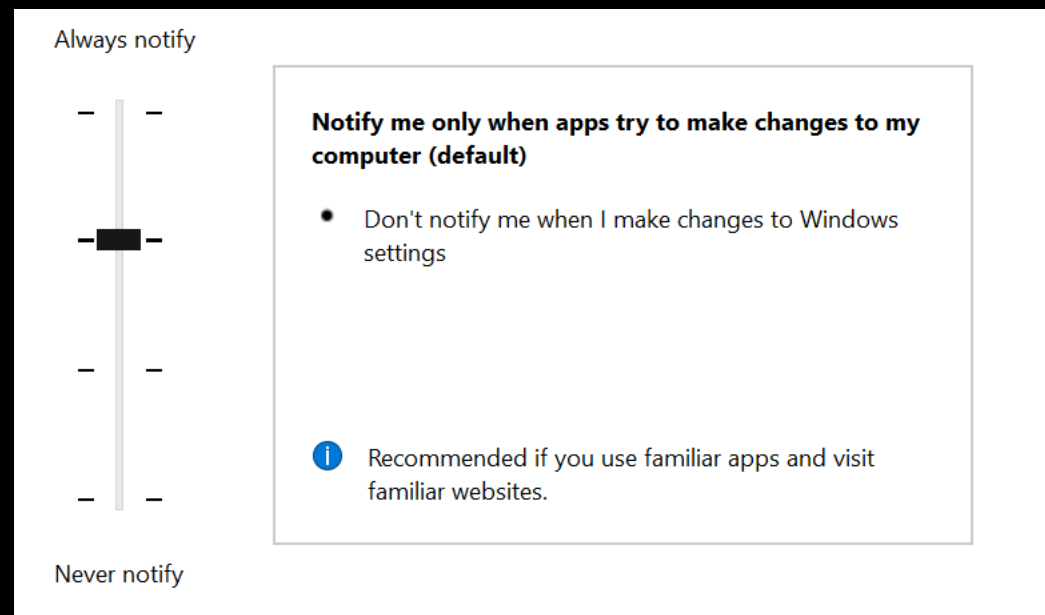 Always notify
Notify me only when apps try to make changes to my
computer (default)
Don't notify me when I make changes to Windows
settings
Recommended if you use familiar apps and visit
familiar websites.
Never notify